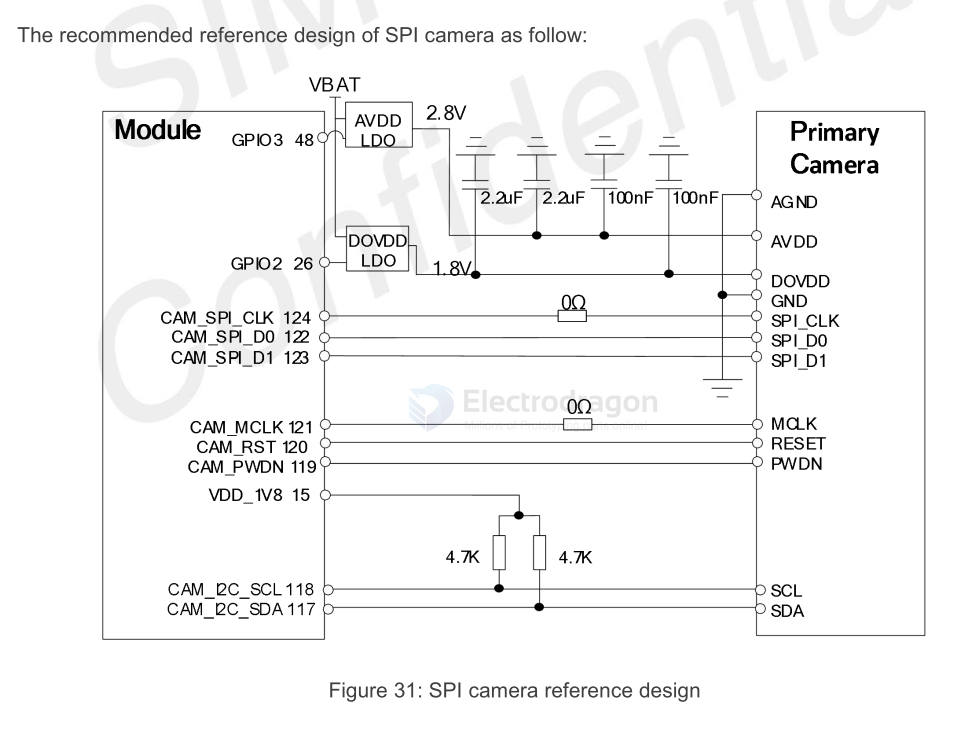 The recommended reference design of SPI camera as follow:
SIM
Confidential
VBAT
Module
GPIO3 48
AVDD
LDO
2.8V
Primary
Camera
2.2uF 2.2uF 100nF 100nF
AGND
AVDD
GPIO2 26
DOVDD
LDO
1.8V
DOVDD
GND
0Ω
CAM_SPI_CLK 124
SPI_CLK
CAM_SPI_D0 122
SPI_D0
CAM_SPI_D1 123
SPI_D1
Electrodragon
0Ω
CAM_MCLK 121
MCLK
CAM_RST 120
RESET
CAM_PWDN 119
PWDN
VDD_1V8 15
4.7K 4.7K
CAM_I2C_SCL 118
SCL
CAM_I2C_SDA 117
SDA
Figure 31: SPI camera reference design